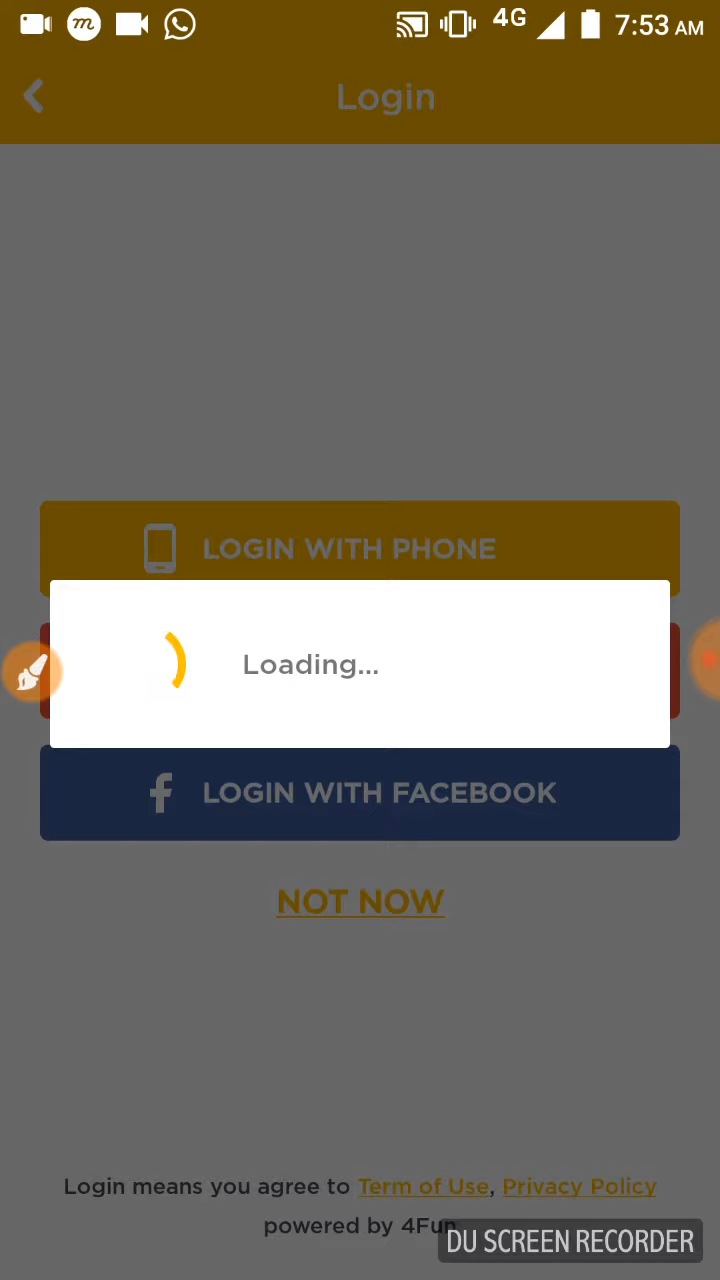 4G 7:53 AM
Login
LOGIN WITH PHONE
Loading...
LOGIN WITH FACEBOOK
NOT NOW
Login means you agree to Term of Use, Privacy Policy
powered by 4Fun
DU SCREEN RECORDER